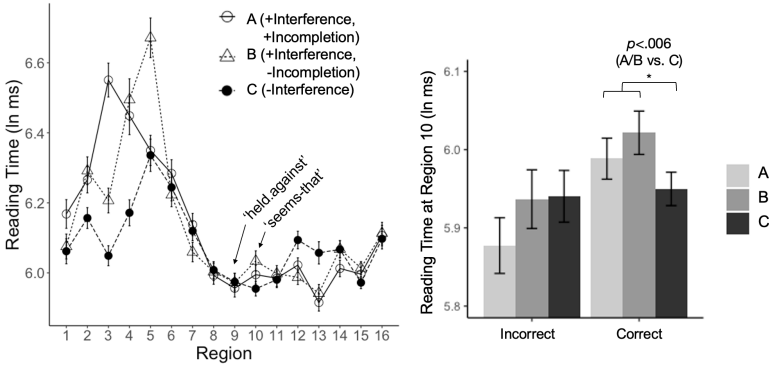 A (+Interference,
+Incompletion)
B (+Interference,
-Incompletion)
C (-Interference)
Reading Time (ln ms)
6.6
6.4
6.2
6.0
'held.against'
'seems-that'
1 2 3 4 5 6 7 8 9 10 11 12 13 14 15 16
Region
p<.006
(A/B vs. C)
*
Reading Time at Region 10 (ln ms)
6.1
6.0
5.9
5.8
Incorrect Correct
A
B
C